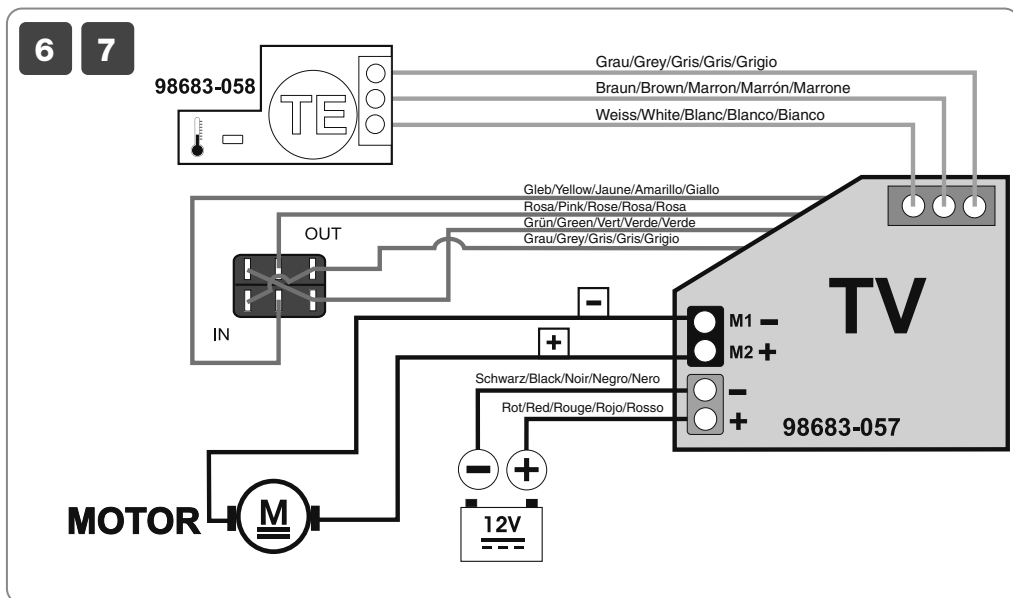 6 7
98683-058
TE
Grau/Grey/Gris/Gris/Grigio
Braun/Brown/Marron/Marrón/Marrone
Weiss/White/Blanc/Blanco/Bianco
Gleb/Yellow/Jaune/Amarillo/Giallo
Rosa/Pink/Rose/Rosa/Rosa
Grün/Green/Vert/Verde/Verde
Grau/Grey/Gris/Gris/Grigio
OUT
IN
TV
M1 -
M2 +
-
+
-
+
Schwarz/Black/Noir/Negro/Nero
Rot/Red/Rouge/Rojo/Rosso
98683-057
- +
MOTOR
M
12V